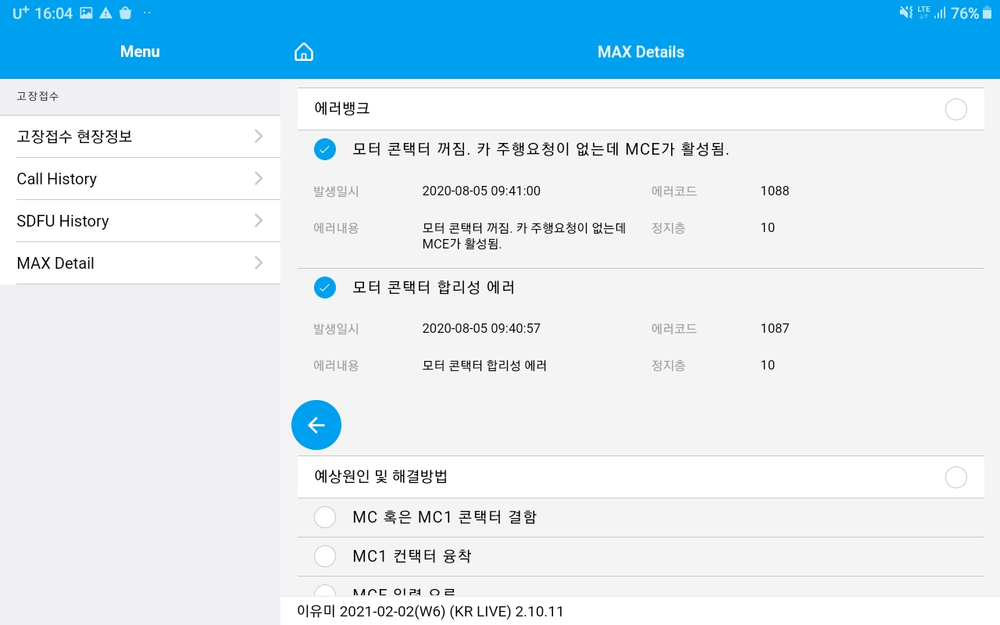 U+ 16:04
LTE 76%
Menu
MAX Details
고장접수
고장접수 현장정보
Call History
SDFU History
MAX Detail
에러뱅크
모터 콘택터 꺼짐. 카 주행요청이 없는데 MCE가 활성됨.
발생일시 2020-08-05 09:41:00 에러코드 1088
에러내용 모터 콘택터 꺼짐. 카 주행요청이 없는데 정지층 10
MCE가 활성됨.
모터 콘택터 합리성 에러
발생일시 2020-08-05 09:40:57 에러코드 1087
에러내용 모터 콘택터 합리성 에러 정지층 10
예상원인 및 해결방법
MC 혹은 MC1 콘택터 결함
MC1 컨택터 융착
이유미 2021-02-02(W6) (KR LIVE) 2.10.11